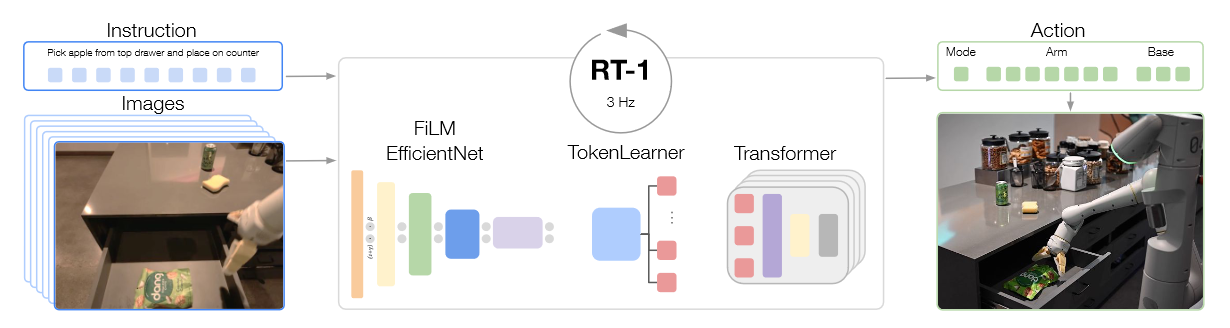 Instruction
Pick apple from top drawer and place on counter
Images
dang
RT-1
3 Hz
FiLM
EfficientNet
TokenLearner
Transformer
Action
Mode
Arm
Base